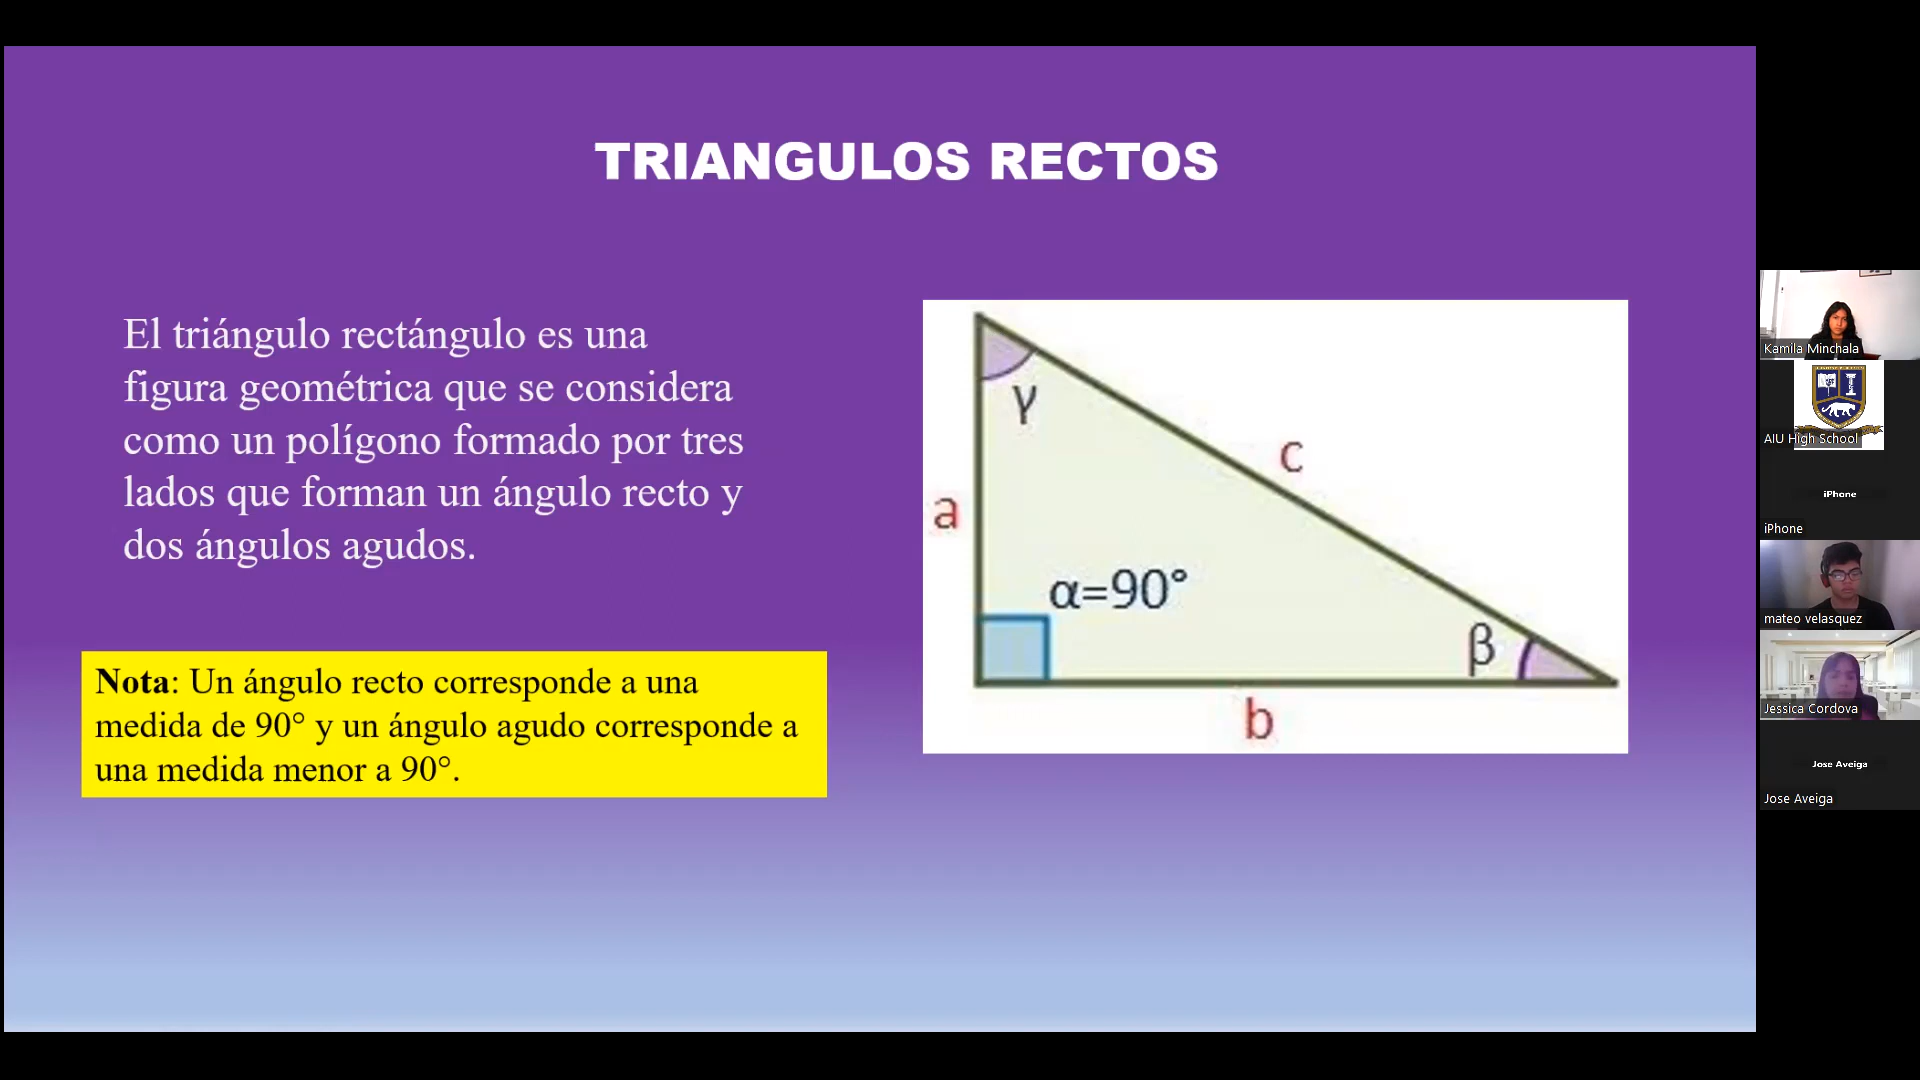 TRIANGULOS RECTOS
El triángulo rectángulo es una
figura geométrica que se considera
como un polígono formado por tres
lados que forman un ángulo recto y
dos ángulos agudos.
Nota: Un ángulo recto corresponde a una
medida de 90° y un ángulo agudo corresponde a
una medida menor a 90°.
γ
c
a
α=90°
β
b
Kamila Minchala
AIU High School
iPhone
iPhone
mateo velasquez
Jessica Cordova
Jose Aveiga
Jose Aveiga